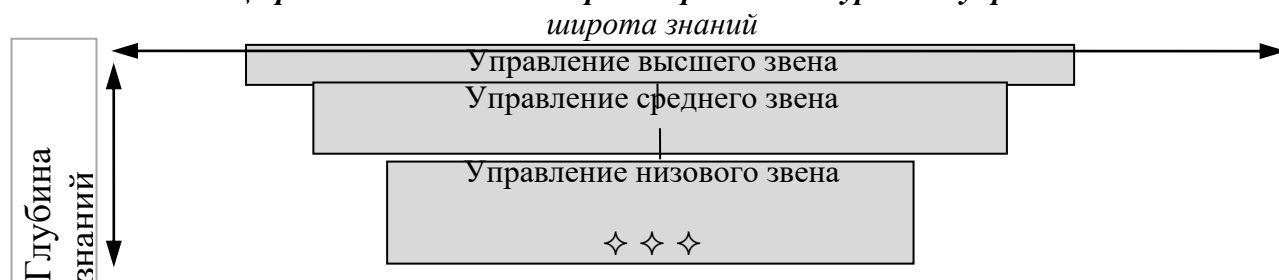 широта знаний
Управление высшего звена
Управление среднего звена
Управление низового звена
Глубина
знаний